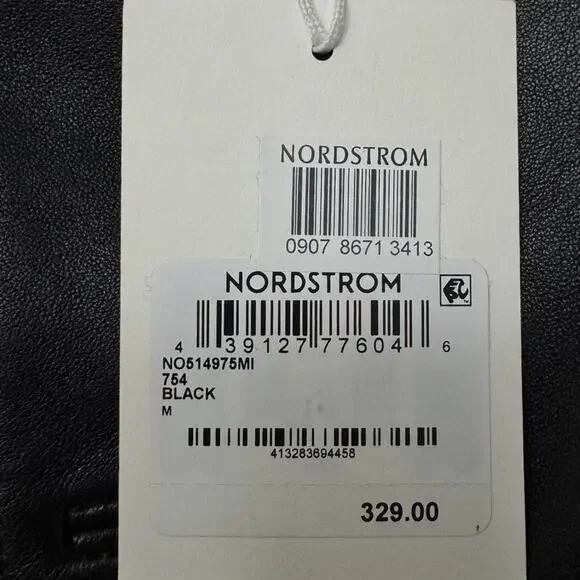 NORDSTROM
0907 8671 3413
NORDSTROM
4 39127 77604 6
NO514975MI
754
BLACK
M
413283694458
329.00